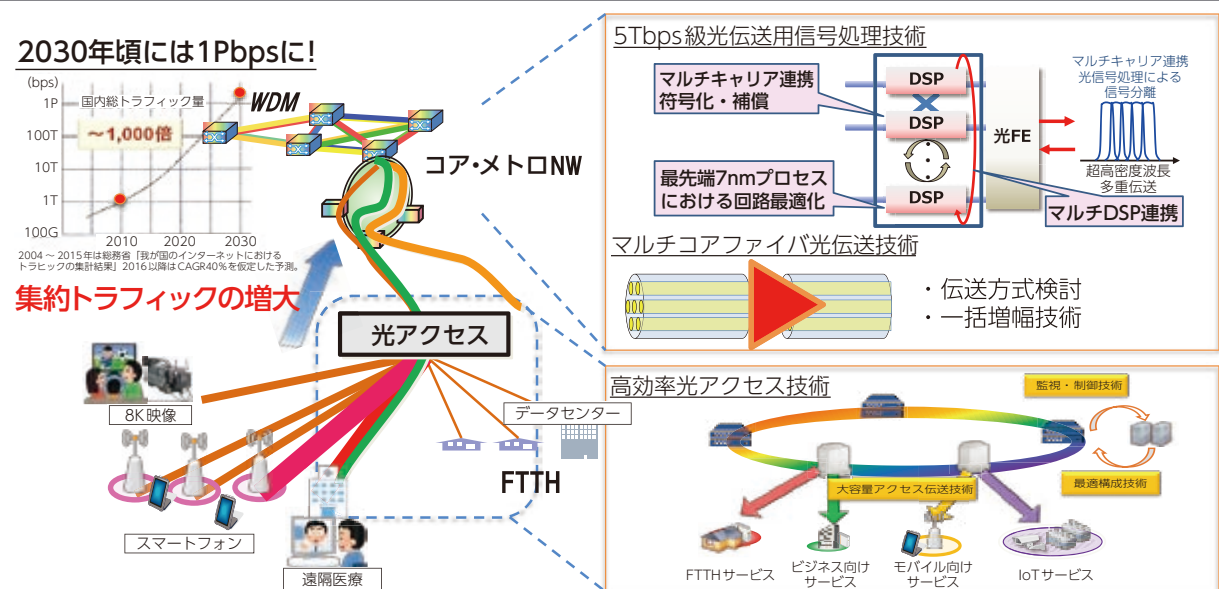 2030年頃には1Pbpsに!
(bps)
1P
100T
10T
1T
100G
国内総トラフィック量
～1,000倍
2010
2020
2030
WDM
コア・メトロNW
2004～2015年は総務省「我が国のインターネットにおける
トラヒックの集計結果」2016以降はCAGR40%を仮定した予測。
集約トラフィックの増大
光アクセス
8K映像
スマートフォン
遠隔医療
データセンター
FTTH
5Tbps級光伝送用信号処理技術
マルチキャリア連携
符号化・補償
最先端7nmプロセス
における回路最適化
DSP
DSP
DSP
光FE
マルチDSP連携
マルチキャリア連携
光信号処理による
信号分離
超高密度波長
多重伝送
マルチコアファイバ光伝送技術
・伝送方式検討
・一括増幅技術
高効率光アクセス技術
監視・制御技術
最適構成技術
大容量アクセス伝送技術
FTTHサービス
ビジネス向け
サービス
モバイル向け
サービス
IoTサービス